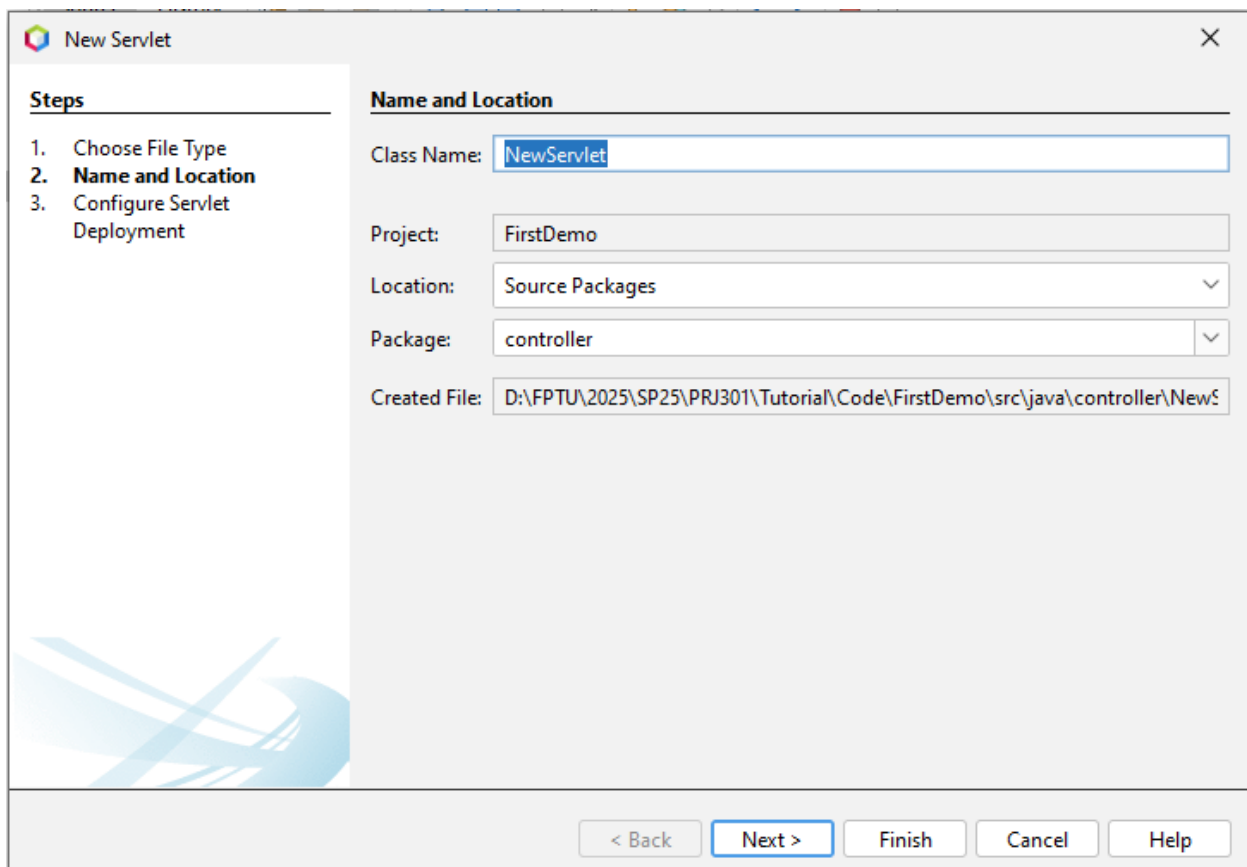 New Servlet
Steps
1. Choose File Type
2. Name and Location
3. Configure Servlet
Deployment
Name and Location
Class Name: NewServlet
Project: FirstDemo
Location: Source Packages
Package: controller
Created File: D:\FPTU\2025\SP25\PRJ301\Tutorial\Code\FirstDemo\src\java\controller\NewS
< Back Next > Finish Cancel Help